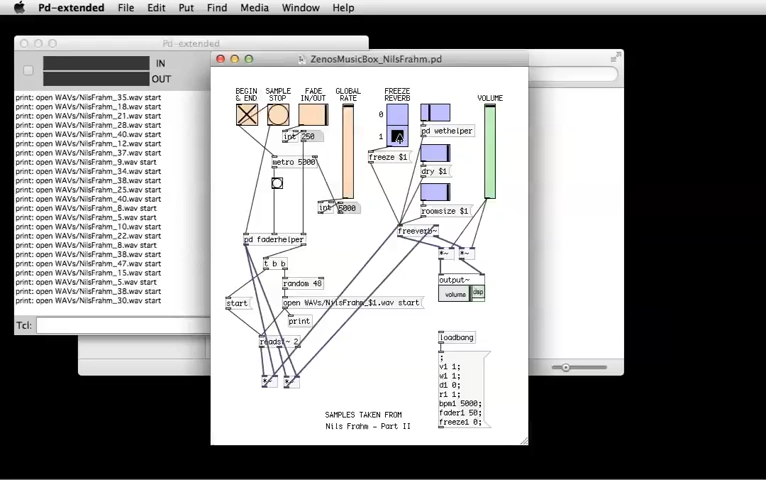 Pd-extended File Edit Put Find Media Window Help
Pd-extended
IN
OUT
print: open WAVs/NilsFrahm_35.wav start
print: open WAVs/NilsFrahm_18.wav start
print: open WAVs/NilsFrahm_21.wav start
print: open WAVs/NilsFrahm_28.wav start
print: open WAVs/NilsFrahm_40.wav start
print: open WAVs/NilsFrahm_12.wav start
print: open WAVs/NilsFrahm_37.wav start
print: open WAVs/NilsFrahm_9.wav start
print: open WAVs/NilsFrahm_34.wav start
print: open WAVs/NilsFrahm_38.wav start
print: open WAVs/NilsFrahm_25.wav start
print: open WAVs/NilsFrahm_40.wav start
print: open WAVs/NilsFrahm_8.wav start
print: open WAVs/NilsFrahm_5.wav start
print: open WAVs/NilsFrahm_10.wav start
print: open WAVs/NilsFrahm_22.wav start
print: open WAVs/NilsFrahm_8.wav start
print: open WAVs/NilsFrahm_38.wav start
print: open WAVs/NilsFrahm_47.wav start
print: open WAVs/NilsFrahm_15.wav start
print: open WAVs/NilsFrahm_5.wav start
print: open WAVs/NilsFrahm_38.wav start
print: open WAVs/NilsFrahm_30.wav start
Tcl:
ZenosMusicBox_NilsFrahm.pd
BEGIN & END
SAMPLE STOP
FADE IN/OUT
GLOBAL RATE
FREEZE REVERB
VOLUME
0
1
int 250
pd wethelper
metro 5000
freeze $1
dry $1
int 5000
roomsize $1
freeverb~
pd faderhelper
*~ *~
t b b
output~
random 48
volume dsp
start
open WAVs/NilsFrahm_$1.wav start
print
readsf~ 2
loadbang
;
v1 1;
w1 1;
d1 0;
r1 1;
bpm1 5000;
fader1 50;
freeze1 0;
*~ *~
SAMPLES TAKEN FROM
Nils Frahm - Part II